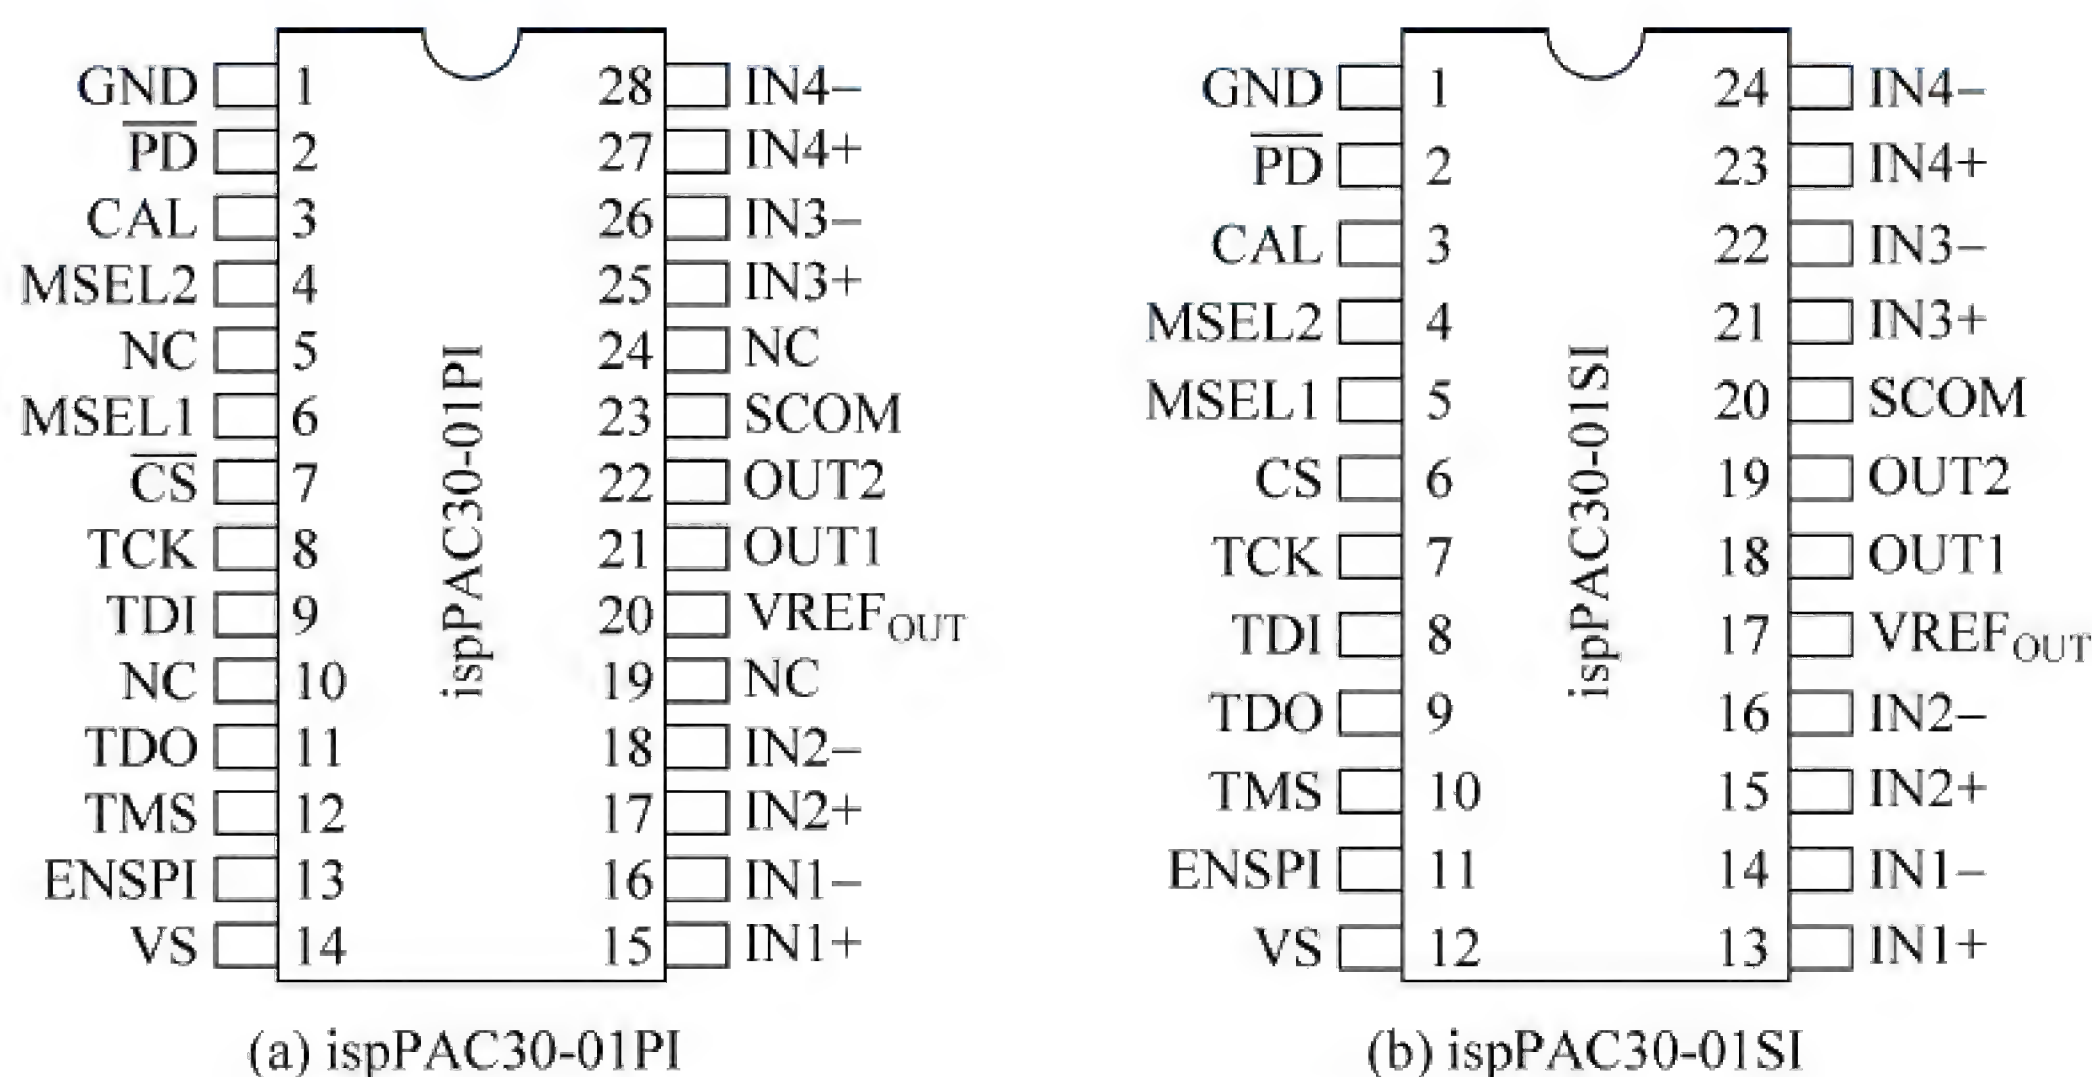 GND 1 28 IN4–
P̅D̅ 2 27 IN4+
CAL 3 26 IN3–
MSEL2 4 25 IN3+
NC 5 24 NC
MSEL1 6 23 SCOM
C̅S̅ 7 22 OUT2
TCK 8 21 OUT1
TDI 9 20 VREFOUT
NC 10 19 NC
TDO 11 18 IN2–
TMS 12 17 IN2+
ENSPI 13 16 IN1–
VS 14 15 IN1+
ispPAC30-01PI
(a) ispPAC30-01PI
GND 1 24 IN4–
P̅D̅ 2 23 IN4+
CAL 3 22 IN3–
MSEL2 4 21 IN3+
MSEL1 5 20 SCOM
CS 6 19 OUT2
TCK 7 18 OUT1
TDI 8 17 VREFOUT
TDO 9 16 IN2–
TMS 10 15 IN2+
ENSPI 11 14 IN1–
VS 12 13 IN1+
ispPAC30-01SI
(b) ispPAC30-01SI